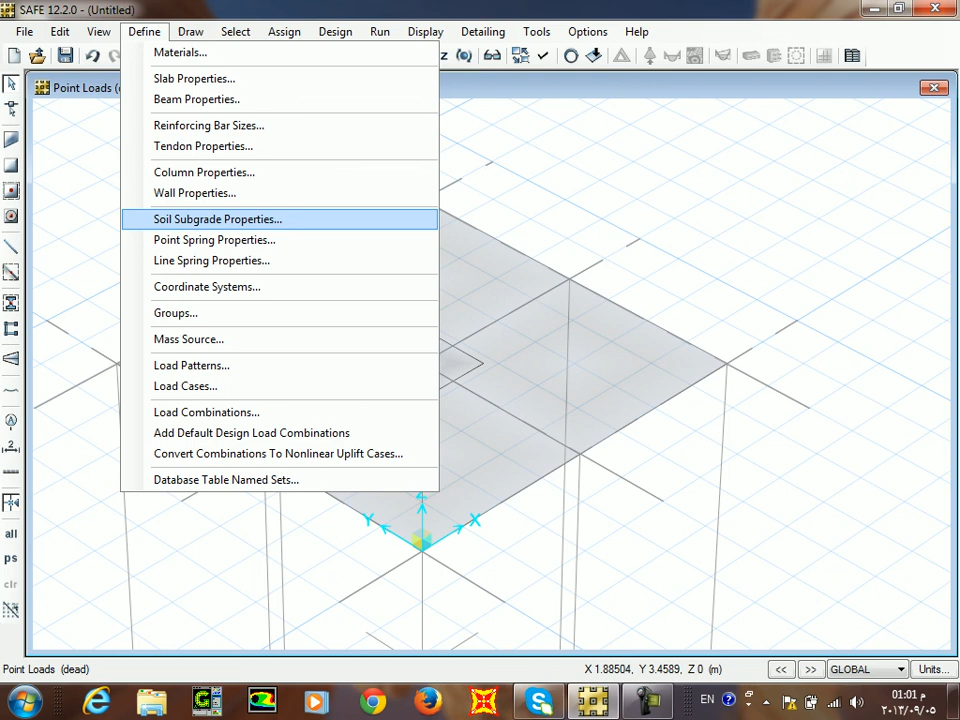 SAFE 12.2.0 - (Untitled)
File Edit View Define Draw Select Assign Design Run Display Detailing Tools Options Help
Point Loads (
Materials...
Slab Properties...
Beam Properties..
Reinforcing Bar Sizes...
Tendon Properties...
Column Properties...
Wall Properties...
Soil Subgrade Properties...
Point Spring Properties...
Line Spring Properties...
Coordinate Systems...
Groups...
Mass Source...
Load Patterns...
Load Cases...
Load Combinations...
Add Default Design Load Combinations
Convert Combinations To Nonlinear Uplift Cases...
Database Table Named Sets...
Z
Y X
all
ps
clr
Point Loads (dead) X 1.88504, Y 3.4589, Z 0 (m) << >> GLOBAL Units...
EN 01:01 م
٢٠١٣/٠٩/٠٥